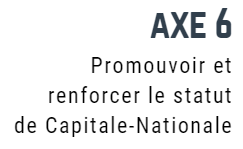 AXE 6
Promouvoir et
renforcer le statut
de Capitale-Nationale